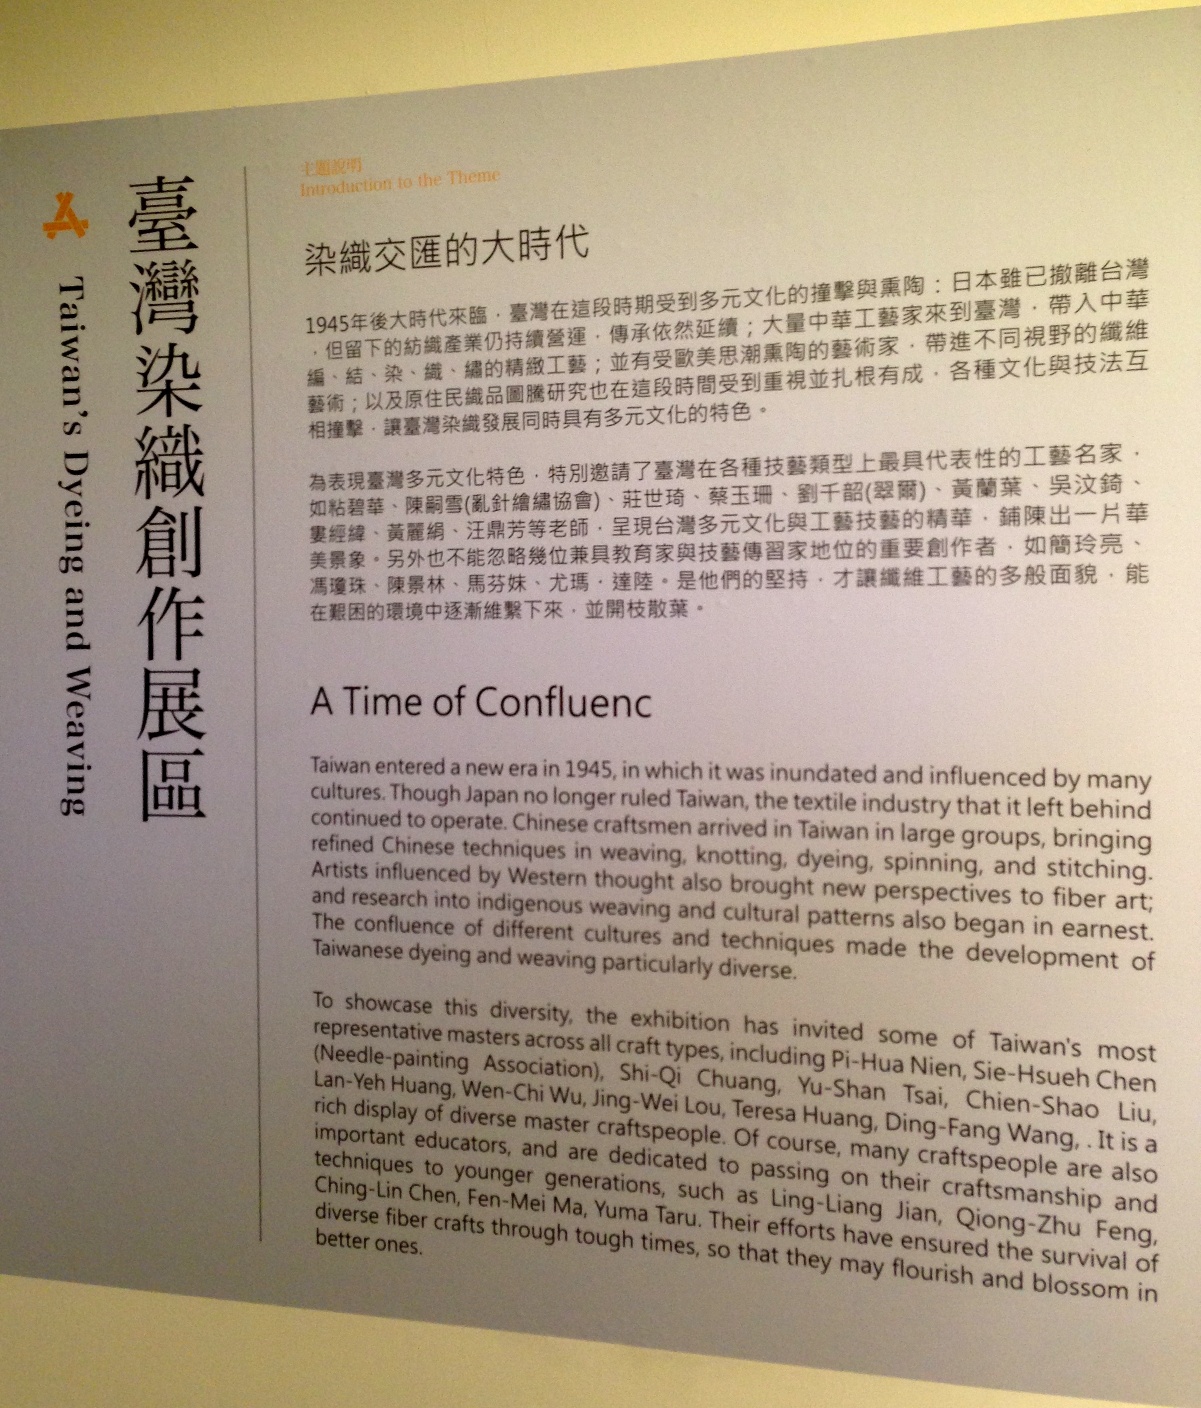 臺灣染織創作展區
Taiwan's Dyeing and Weaving
主題說明
Introduction to the Theme
染織交匯的大時代
1945年後大時代來臨，臺灣在這段時期受到多元文化的撞擊與熏陶：日本雖已撤離台灣
，但留下的紡織產業仍持續營運，傳承依然延續；大量中華工藝家來到臺灣，帶入中華
編、結、染、織、繡的精緻工藝；並有受歐美思潮熏陶的藝術家，帶進不同視野的纖維
藝術；以及原住民織品圖騰研究也在這段時間受到重視並扎根有成，各種文化與技法互
相撞擊，讓臺灣染織發展同時具有多元文化的特色。
為表現臺灣多元文化特色，特別邀請了臺灣在各種技藝類型上最具代表性的工藝名家，
如粘碧華、陳嗣雪(亂針繪繡協會)、莊世琦、蔡玉珊、劉千韶(翠爾)、黃蘭葉、吳汶錡、
婁經緯、黃麗絹、汪鼎芳等老師，呈現台灣多元文化與工藝技藝的精華，鋪陳出一片華
美景象。另外也不能忽略幾位兼具教育家與技藝傳習家地位的重要創作者，如簡玲亮、
馮瓊珠、陳景林、馬芬妹、尤瑪．達陸。是他們的堅持，才讓纖維工藝的多般面貌，能
在艱困的環境中逐漸維繫下來，並開枝散葉。
A Time of Confluenc
Taiwan entered a new era in 1945, in which it was inundated and influenced by many
cultures. Though Japan no longer ruled Taiwan, the textile industry that it left behind
continued to operate. Chinese craftsmen arrived in Taiwan in large groups, bringing
refined Chinese techniques in weaving, knotting, dyeing, spinning, and stitching.
Artists influenced by Western thought also brought new perspectives to fiber art;
and research into indigenous weaving and cultural patterns also began in earnest.
The confluence of different cultures and techniques made the development of
Taiwanese dyeing and weaving particularly diverse.
To showcase this diversity, the exhibition has invited some of Taiwan's most
representative masters across all craft types, including Pi-Hua Nien, Sie-Hsueh Chen
(Needle-painting Association), Shi-Qi Chuang, Yu-Shan Tsai, Chien-Shao Liu,
Lan-Yeh Huang, Wen-Chi Wu, Jing-Wei Lou, Teresa Huang, Ding-Fang Wang, . It is a
rich display of diverse master craftspeople. Of course, many craftspeople are also
important educators, and are dedicated to passing on their craftsmanship and
techniques to younger generations, such as Ling-Liang Jian, Qiong-Zhu Feng,
Ching-Lin Chen, Fen-Mei Ma, Yuma Taru. Their efforts have ensured the survival of
diverse fiber crafts through tough times, so that they may flourish and blossom in
better ones.